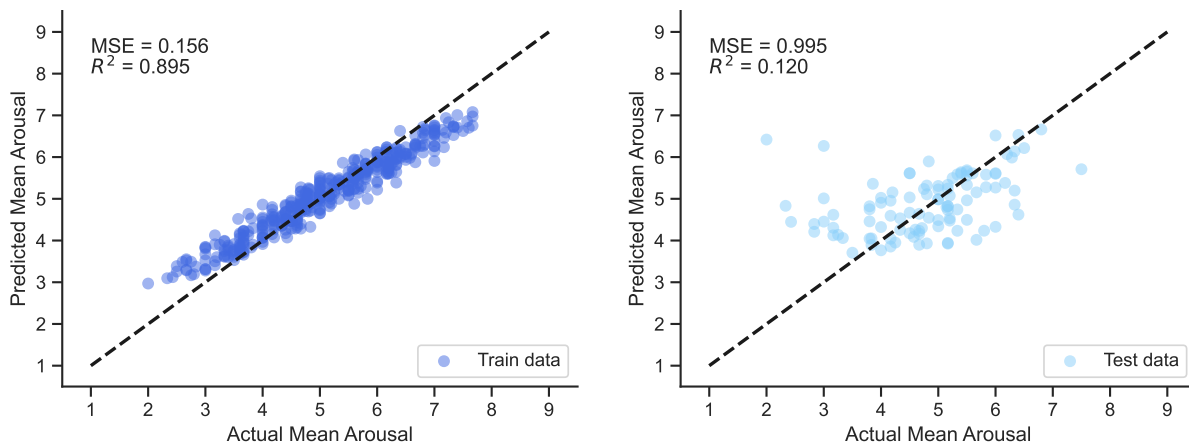 MSE = 0.156
R² = 0.895
9
8
7
6
5
4
3
2
1
Predicted Mean Arousal
1 2 3 4 5 6 7 8 9
Actual Mean Arousal
Train data
MSE = 0.995
R² = 0.120
9
8
7
6
5
4
3
2
1
Predicted Mean Arousal
1 2 3 4 5 6 7 8 9
Actual Mean Arousal
Test data